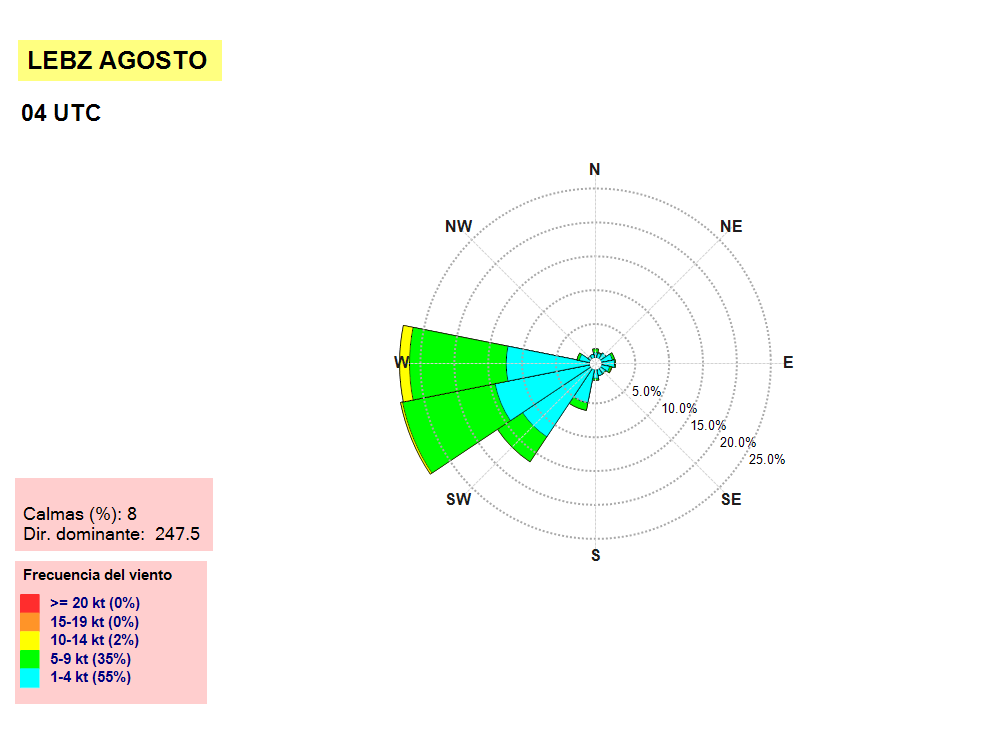 LEBZ AGOSTO
04 UTC
N
NW
NE
W
E
5.0%
10.0%
15.0%
20.0%
25.0%
SW
SE
S
Calmas (%): 8
Dir. dominante: 247.5
Frecuencia del viento
>= 20 kt (0%)
15-19 kt (0%)
10-14 kt (2%)
5-9 kt (35%)
1-4 kt (55%)